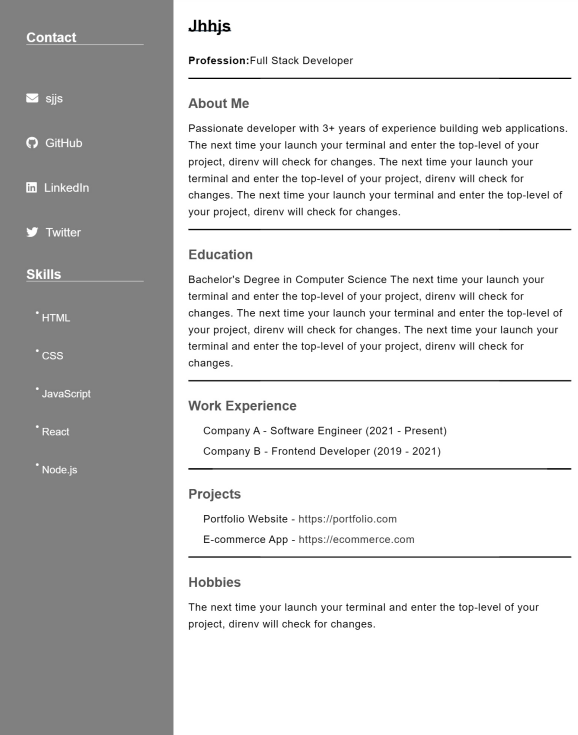 Contact
sjjs
GitHub
LinkedIn
Twitter
Skills
HTML
CSS
JavaScript
React
Node.js
Jhhjs
Profession:Full Stack Developer
About Me
Passionate developer with 3+ years of experience building web applications.
The next time your launch your terminal and enter the top-level of your
project, direnv will check for changes. The next time your launch your
terminal and enter the top-level of your project, direnv will check for
changes. The next time your launch your terminal and enter the top-level of
your project, direnv will check for changes.
Education
Bachelor's Degree in Computer Science The next time your launch your
terminal and enter the top-level of your project, direnv will check for
changes. The next time your launch your terminal and enter the top-level of
your project, direnv will check for changes. The next time your launch your
terminal and enter the top-level of your project, direnv will check for
changes.
Work Experience
Company A - Software Engineer (2021 - Present)
Company B - Frontend Developer (2019 - 2021)
Projects
Portfolio Website - https://portfolio.com
E-commerce App - https://ecommerce.com
Hobbies
The next time your launch your terminal and enter the top-level of your
project, direnv will check for changes.